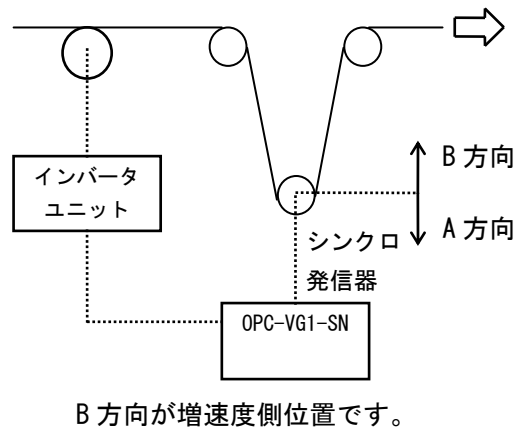 B 方向
インバータ
ユニット
A 方向
シンクロ
発信器
OPC-VG1-SN
B 方向が増速度側位置です。